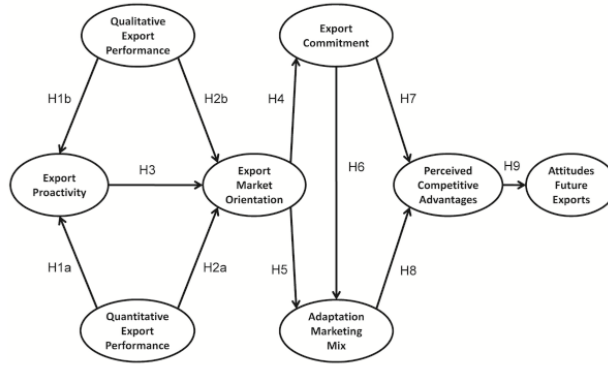 Qualitative
Export
Performance
Export
Commitment
H1b
H2b
H4
H7
Export
Proactivity
H3
Export
Market
Orientation
H6
Perceived
Competitive
Advantages
H9
Attitudes
Future
Exports
H1a
H2a
H5
H8
Quantitative
Export
Performance
Adaptation
Marketing
Mix